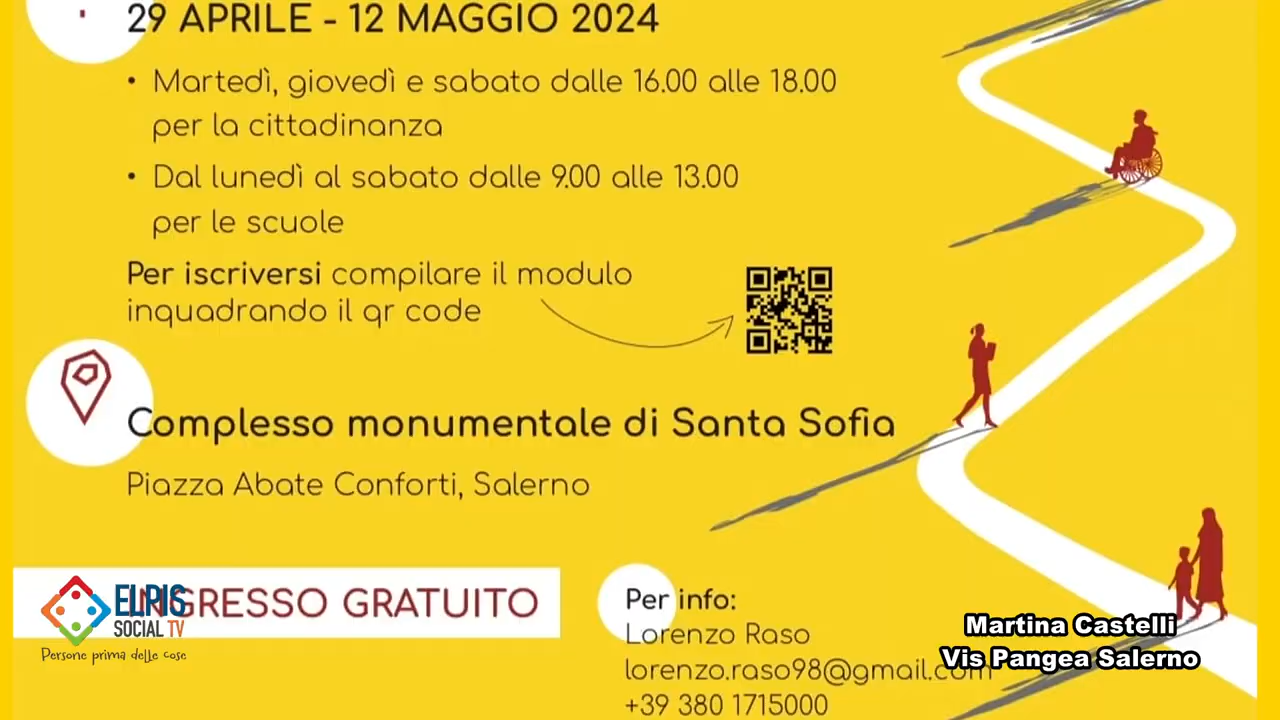 29 APRILE - 12 MAGGIO 2024
• Martedì, giovedì e sabato dalle 16.00 alle 18.00
per la cittadinanza
• Dal lunedì al sabato dalle 9.00 alle 13.00
per le scuole
Per iscriversi compilare il modulo
inquadrando il qr code
Complesso monumentale di Santa Sofia
Piazza Abate Conforti, Salerno
INGRESSO GRATUITO
ELPIS
SOCIAL TV
Persone prima delle cose
Per info:
Lorenzo Raso
lorenzo.raso98@gmail.com
+39 380 1715000
Martina Castelli
Vis Pangea Salerno